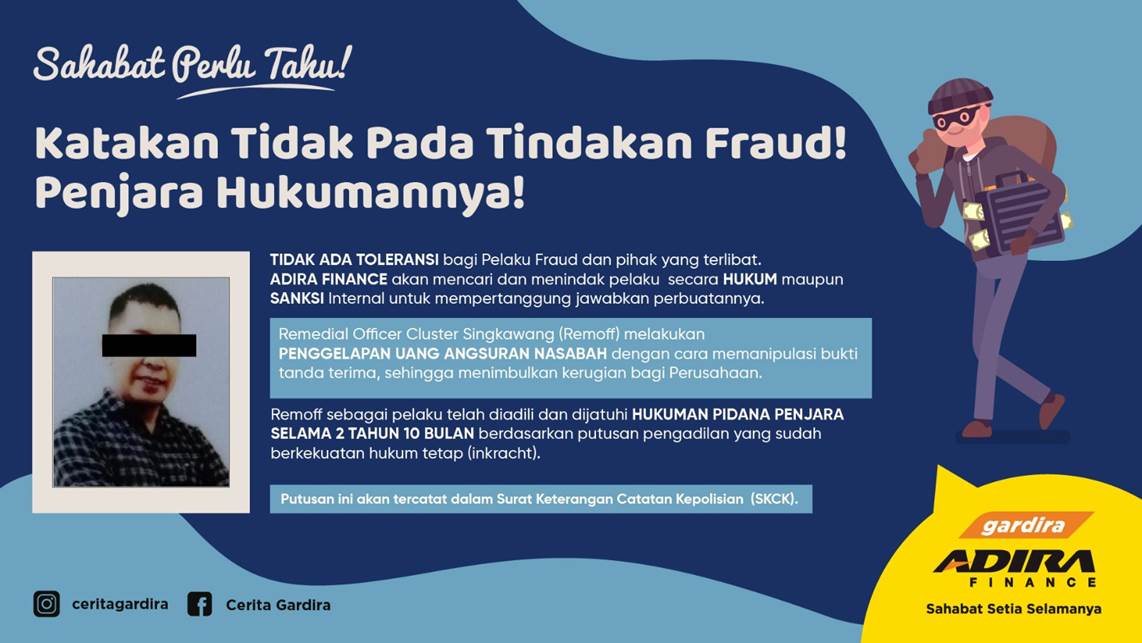 Sahabat Perlu Tahu!
Katakan Tidak Pada Tindakan Fraud!
Penjara Hukumannya!
TIDAK ADA TOLERANSI bagi Pelaku Fraud dan pihak yang terlibat.
ADIRA FINANCE akan mencari dan menindak pelaku secara HUKUM maupun
SANKSI Internal untuk mempertanggung jawabkan perbuatannya.
Remedial Officer Cluster Singkawang (Remoff) melakukan
PENGGELAPAN UANG ANGSURAN NASABAH dengan cara memanipulasi bukti
tanda terima, sehingga menimbulkan kerugian bagi Perusahaan.
Remoff sebagai pelaku telah diadili dan dijatuhi HUKUMAN PIDANA PENJARA
SELAMA 2 TAHUN 10 BULAN berdasarkan putusan pengadilan yang sudah
berkekuatan hukum tetap (inkracht).
Putusan ini akan tercatat dalam Surat Keterangan Catatan Kepolisian (SKCK).
ceritagardira
Cerita Gardira
gardira
ADIRA
FINANCE
Sahabat Setia Selamanya